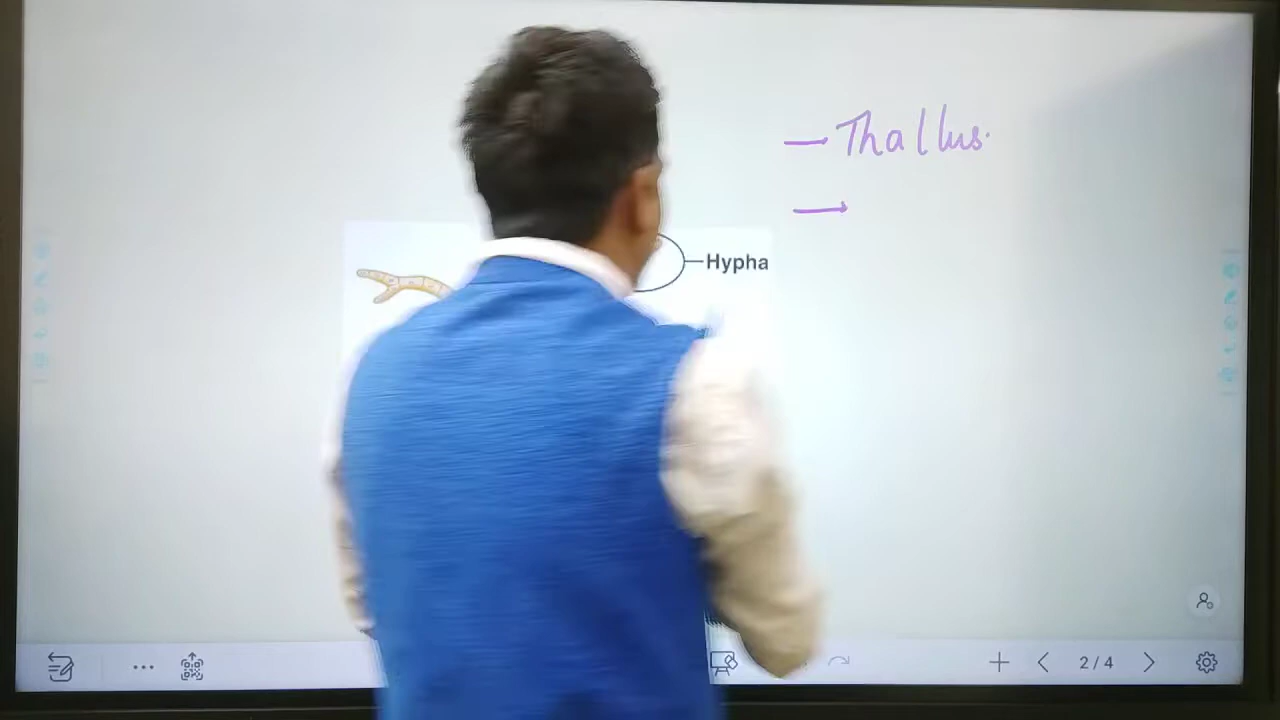 → Thallus.
→
Hypha
2/4